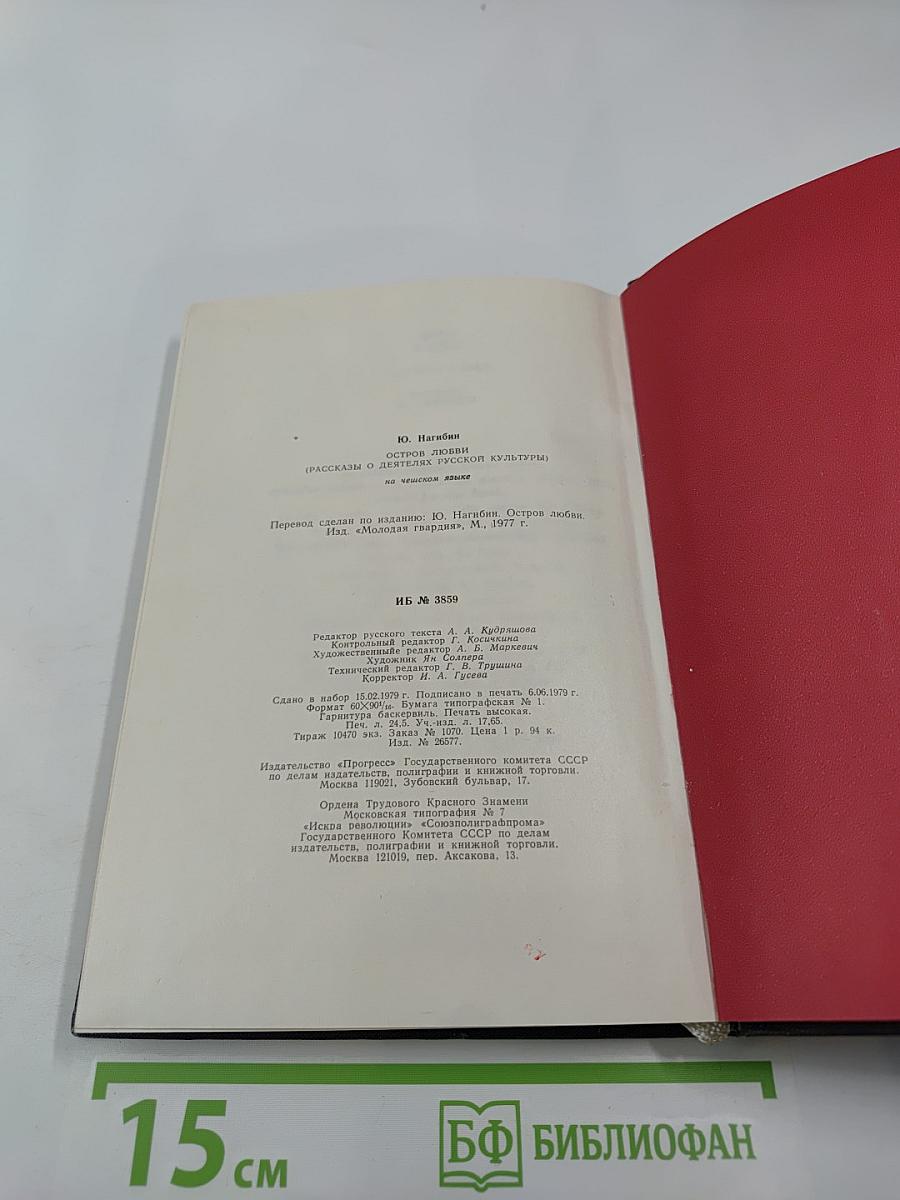 Ю. Нагибин
ОСТРОВ ЛЮБВИ
(РАССКАЗЫ О ДЕЯТЕЛЯХ РУССКОЙ КУЛЬТУРЫ)
на чешском языке
Перевод сделан по изданию: Ю. Нагибин. Остров любви.
Изд. «Молодая гвардия», М., 1977 г.
ИБ № 3859
Редактор русского текста А. А. Кудряшова
Контрольный редактор Г. Косичкина
Художественныйе редактор А. Б. Маркевич
Художник Ян Солпера
Технический редактор Г. В. Трушина
Корректор И. А. Гусева
Сдано в набор 15.02.1979 г. Подписано в печать 6.06.1979 г.
Формат 60×90¹/₁₆. Бумага типографская № 1.
Гарнитура баскервиль. Печать высокая.
Печ. л. 24,5. Уч.-изд. л. 17,65.
Тираж 10470 экз. Заказ № 1070. Цена 1 р. 94 к.
Изд. № 26577.
Издательство «Прогресс» Государственного комитета СССР
по делам издательств, полиграфии и книжной торговли.
Москва 119021, Зубовский бульвар, 17.
Ордена Трудового Красного Знамени
Московская типография № 7
«Искра революции» «Союзполиграфпрома»
Государственного Комитета СССР по делам
издательств, полиграфии и книжной торговли.
Москва 121019, пер. Аксакова, 13.
15 см
БФ БИБЛИОФАН